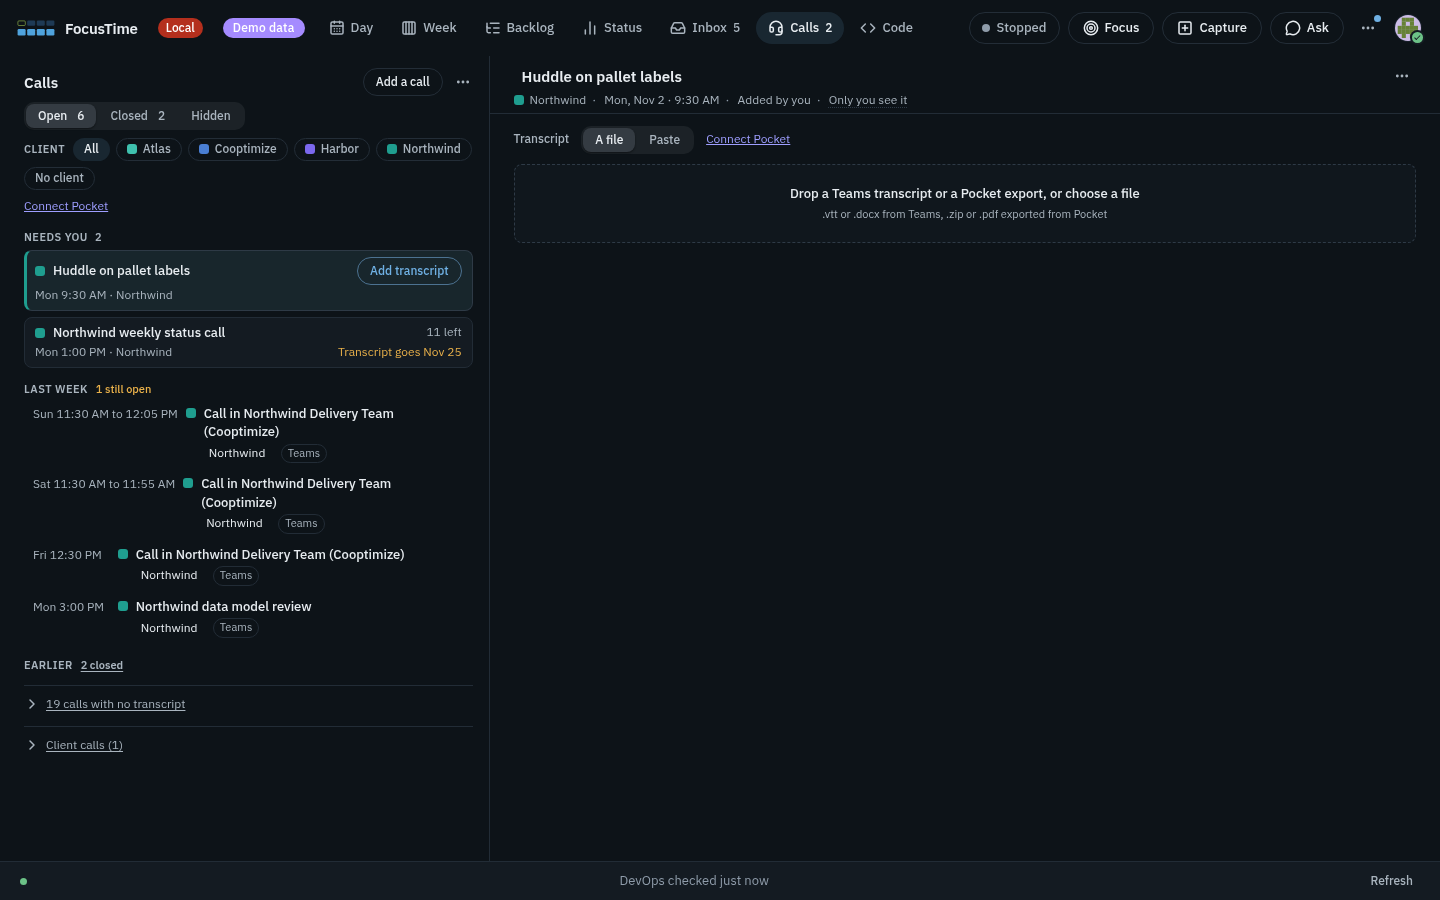 FocusTime Local Demo data Day Week Backlog Status Inbox 5 Calls 2 Code Stopped Focus Capture Ask
Calls Add a call
Open 6 Closed 2 Hidden
CLIENT All Atlas Cooptimize Harbor Northwind
No client
Connect Pocket
NEEDS YOU 2
Huddle on pallet labels Add transcript
Mon 9:30 AM · Northwind
Northwind weekly status call 11 left
Mon 1:00 PM · Northwind Transcript goes Nov 25
LAST WEEK 1 still open
Sun 11:30 AM to 12:05 PM Call in Northwind Delivery Team
(Cooptimize)
Northwind Teams
Sat 11:30 AM to 11:55 AM Call in Northwind Delivery Team
(Cooptimize)
Northwind Teams
Fri 12:30 PM Call in Northwind Delivery Team (Cooptimize)
Northwind Teams
Mon 3:00 PM Northwind data model review
Northwind Teams
EARLIER 2 closed
19 calls with no transcript
Client calls (1)
Huddle on pallet labels
Northwind · Mon, Nov 2 · 9:30 AM · Added by you · Only you see it
Transcript A file Paste Connect Pocket
Drop a Teams transcript or a Pocket export, or choose a file
.vtt or .docx from Teams, .zip or .pdf exported from Pocket
DevOps checked just now Refresh